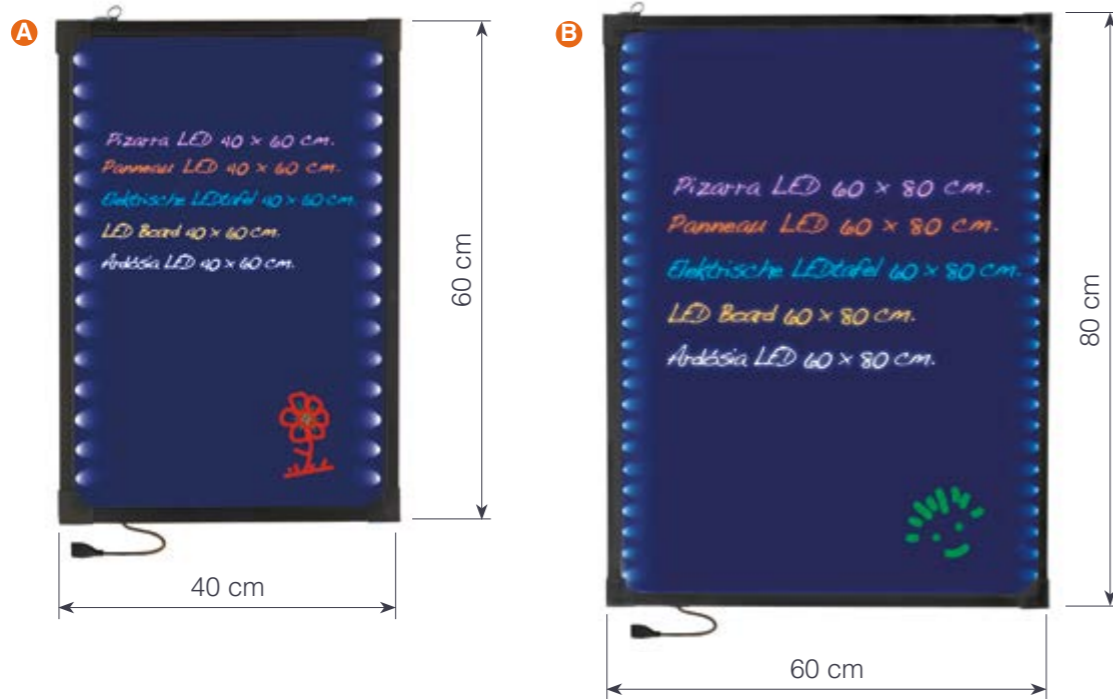 A
Pizarra LED 40 x 60 cm.
Panneau LED 40 x 60 cm.
Elektrische LEDtafel 40 x 60 cm.
LED Board 40 x 60 cm.
Ardósia LED 40 x 60 cm.
60 cm
40 cm
B
Pizarra LED 60 x 80 cm.
Panneau LED 60 x 80 cm.
Elektrische LEDtafel 60 x 80 cm.
LED Board 60 x 80 cm.
Ardósia LED 60 x 80 cm.
80 cm
60 cm